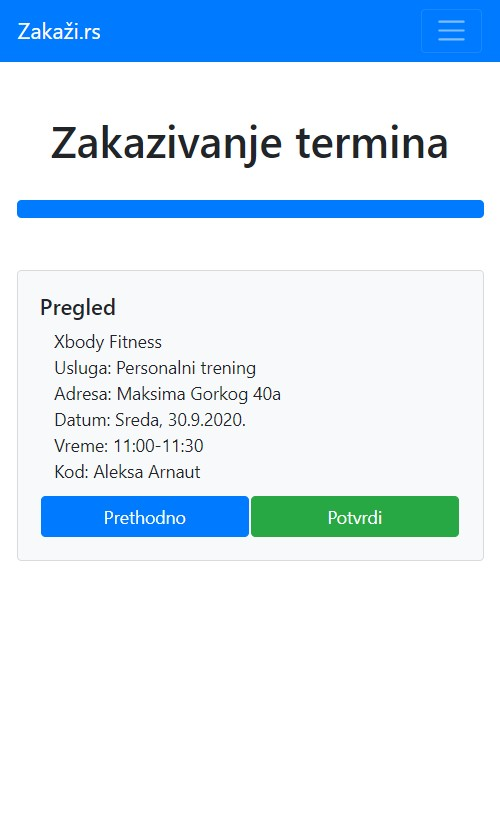 Zakaži.rs
Zakazivanje termina
Pregled
Xbody Fitness
Usluga: Personalni trening
Adresa: Maksima Gorkog 40a
Datum: Sreda, 30.9.2020.
Vreme: 11:00-11:30
Kod: Aleksa Arnaut
Prethodno Potvrdi